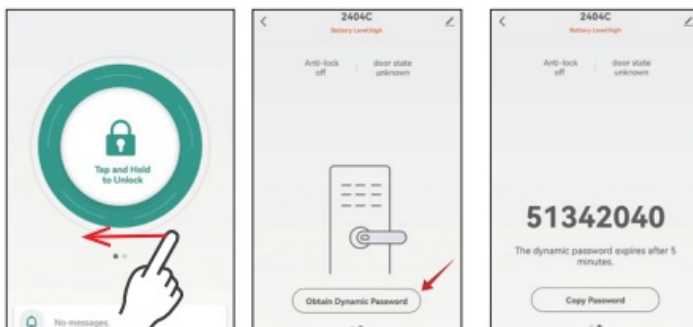 Tap and Hold
to Unlock
No messages.
2404C
Battery Level:high
Anti-lock
off
door state
unknown
Obtain Dynamic Password
2404C
Battery Level:high
Anti-lock
off
door state
unknown
51342040
The dynamic password expires after 5
minutes.
Copy Password